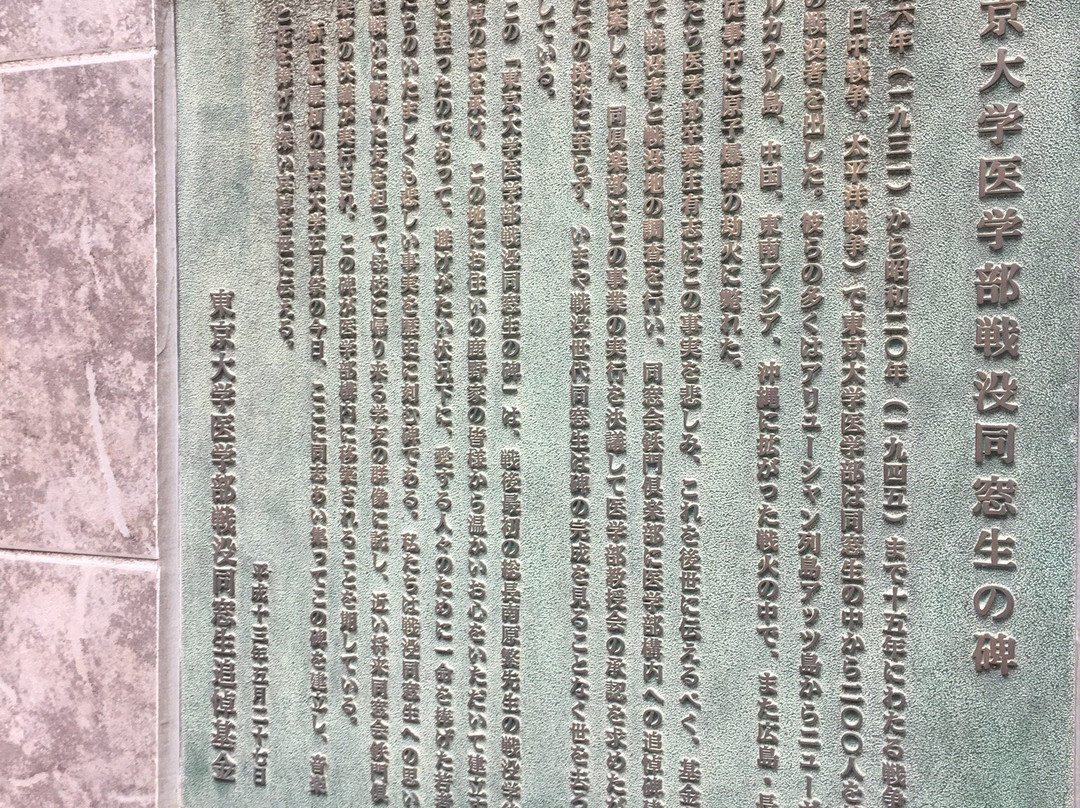 京大学医学部戦没同窓生の碑
六年（一九三一）から昭和二〇年（一九四五）まで十五年にわたる戦争
日中戦争、太平洋戦争）で東京大学医学部は同窓生の中から二〇〇人を
の戦没者を出した。彼らの多くはアリューシャン列島アッツ島からニュー
ルカナル島、中国、東南アジア、沖縄に拡がった戦火の中で、また広島・長
従事中に原子爆弾の劫火に斃れた。
たち医学部卒業生有志はこの事実を悲しみ、これを後世に伝えるべく、基金
て戦没者と戦没地の調査を行い、同窓会鉄門倶楽部に医学部構内への追悼碑建
提案した。同倶楽部はこの事業の実行を決議して医学部教授会の承認を求めたが
だその採決に至らず、いまや戦没世代同窓生は碑の完成を見ることなく世を去っ
している。
この「東京大学医学部戦没同窓生の碑」は、戦後最初の総長南原繁先生の戦没学
の志を承け、この地にお住いの鹿野家の皆様から温かいお心をいただいて建立
に至ったのであって、避けがたい状況下に、愛する人々のために一命を捧げた若者
たちのいたましくも悲しい事実を歴史に刻む碑である。私たちは戦没同窓生への思い
戦いに斃れた友を担って母校に帰り来る学友の群像に託し、近い将来同窓会鉄門倶
部の決議が実行され、この碑が医学部構内に移築されることを期している。
新世紀最初の東京大学五月祭の今日、ここに同志あい集ってこの碑を建立し、音楽
とともに捧げて深い哀悼を世に伝える。
平成十三年五月二十七日
東京大学医学部戦没同窓生追悼基金